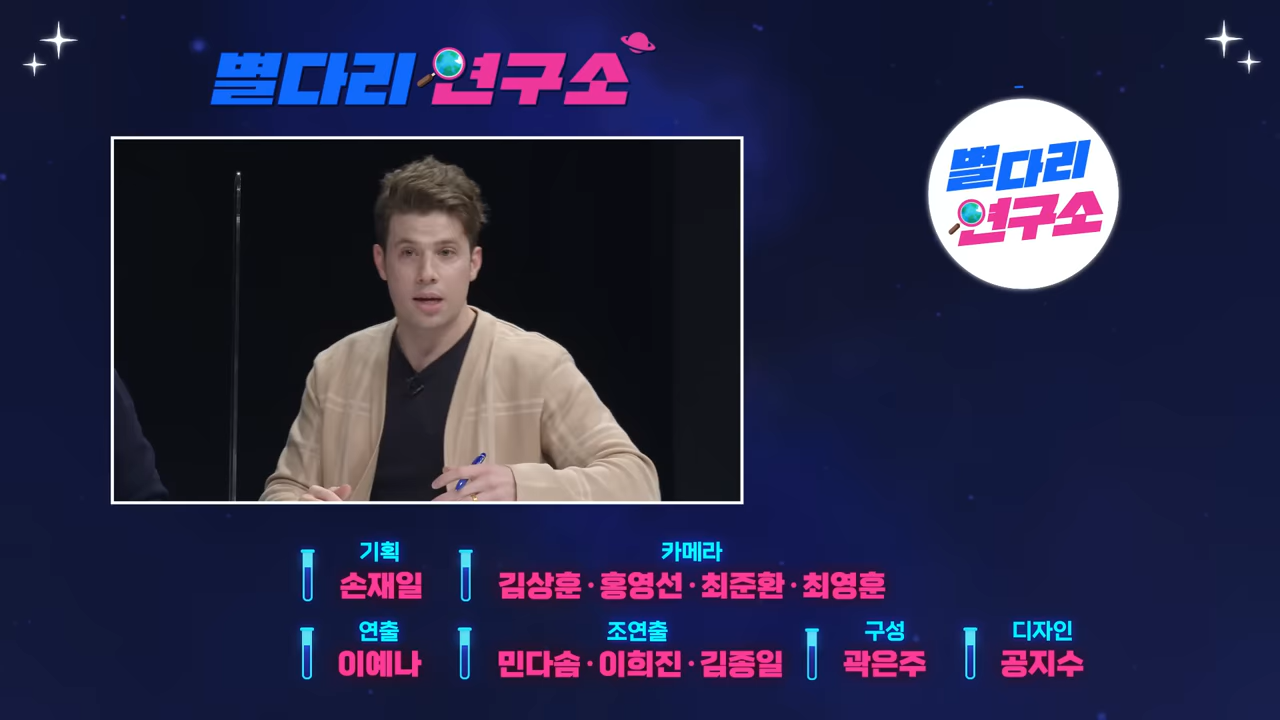 별다리 연구소
별다리
연구소
기획 카메라
손재일 김상훈·홍영선·최준환·최영훈
연출 조연출 구성 디자인
이예나 민다솜·이희진·김종일 곽은주 공지수